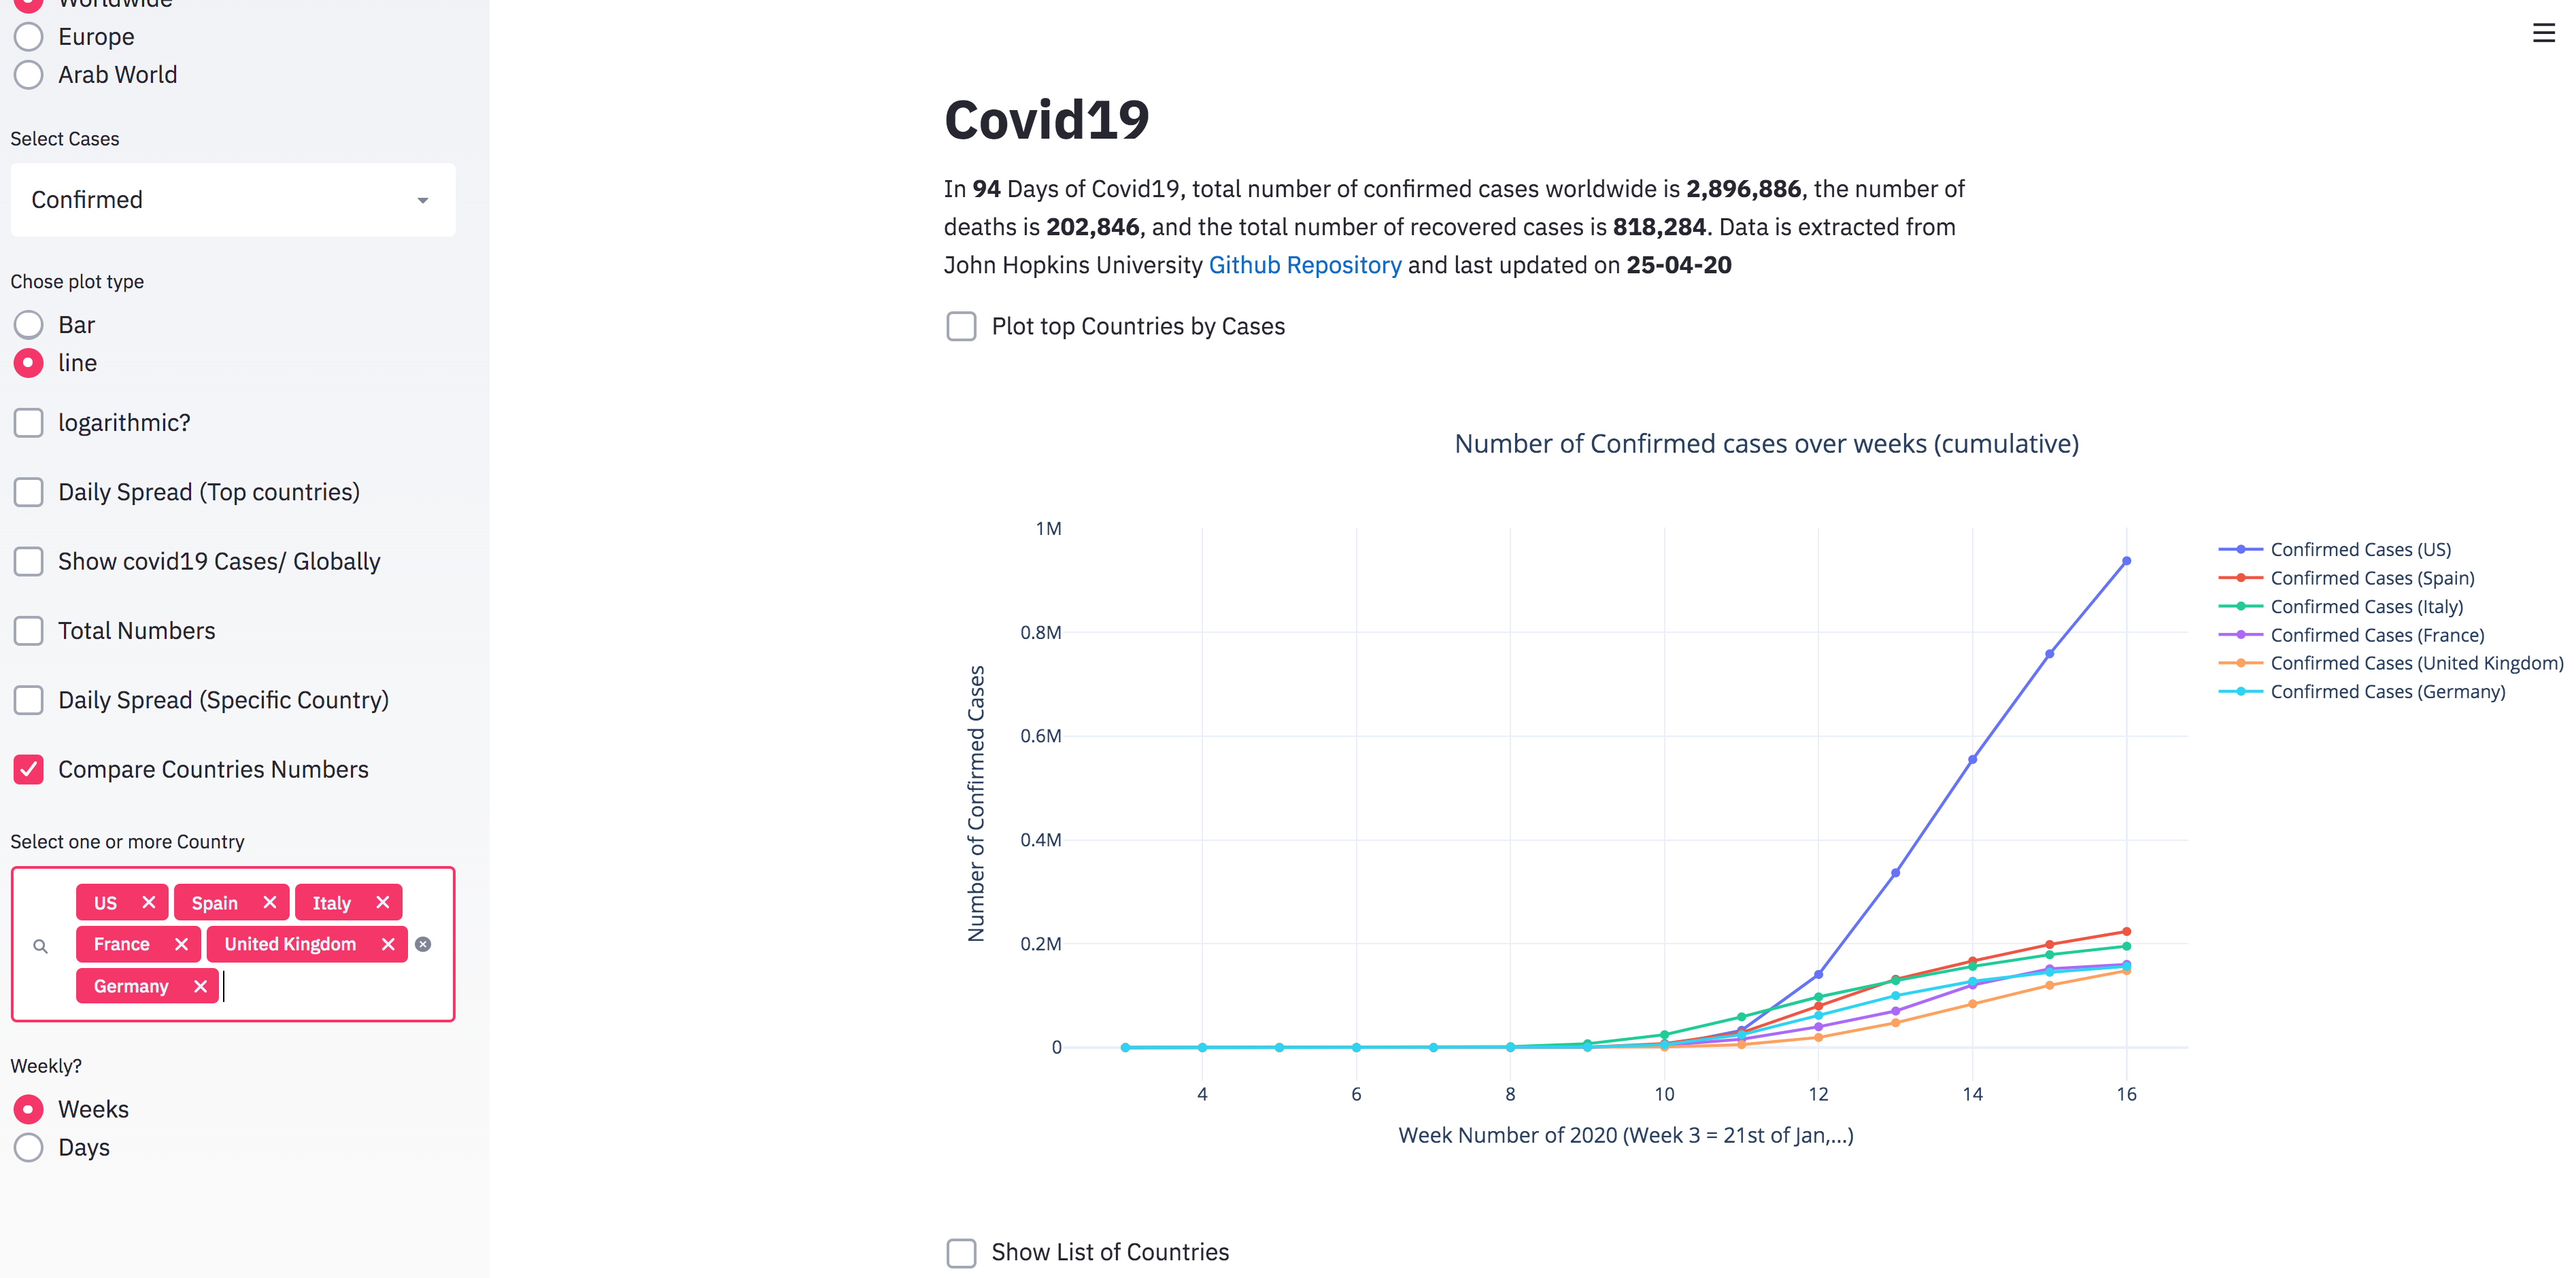 Worldwide
Europe
Arab World
Select Cases
Confirmed
Chose plot type
Bar
line
logarithmic?
Daily Spread (Top countries)
Show covid19 Cases/ Globally
Total Numbers
Daily Spread (Specific Country)
Compare Countries Numbers
Select one or more Country
US Spain Italy
France United Kingdom
Germany
Weekly?
Weeks
Days
Covid19
In 94 Days of Covid19, total number of confirmed cases worldwide is 2,896,886, the number of
deaths is 202,846, and the total number of recovered cases is 818,284. Data is extracted from
John Hopkins University Github Repository and last updated on 25-04-20
Plot top Countries by Cases
Number of Confirmed cases over weeks (cumulative)
Number of Confirmed Cases
1M
0.8M
0.6M
0.4M
0.2M
0
4 6 8 10 12 14 16
Week Number of 2020 (Week 3 = 21st of Jan,...)
Confirmed Cases (US)
Confirmed Cases (Spain)
Confirmed Cases (Italy)
Confirmed Cases (France)
Confirmed Cases (United Kingdom)
Confirmed Cases (Germany)
Show List of Countries